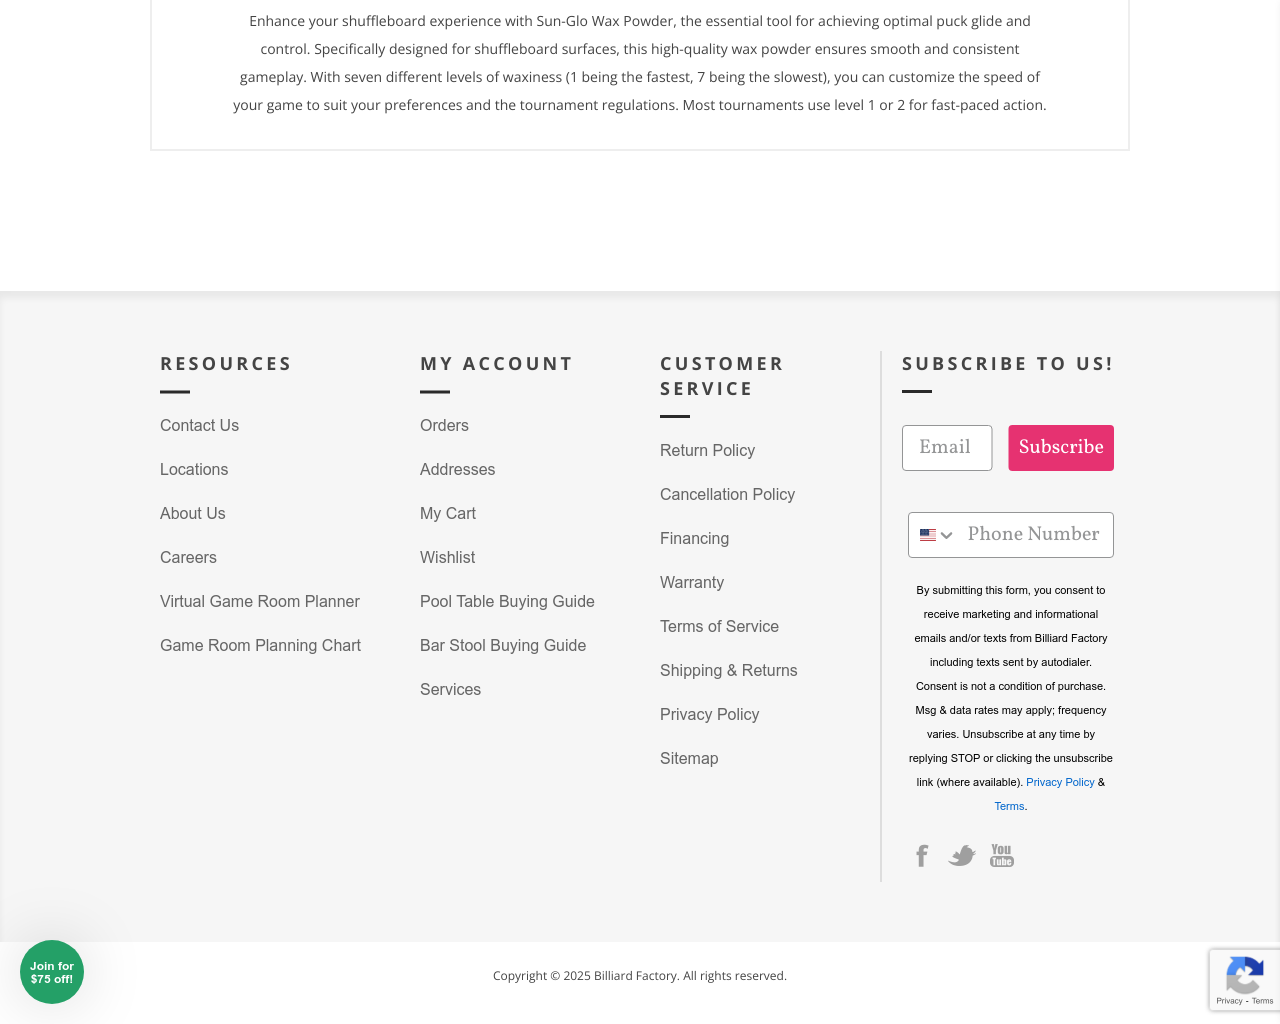 Enhance your shuffleboard experience with Sun-Glo Wax Powder, the essential tool for achieving optimal puck glide and
control. Specifically designed for shuffleboard surfaces, this high-quality wax powder ensures smooth and consistent
gameplay. With seven different levels of waxiness (1 being the fastest, 7 being the slowest), you can customize the speed of
your game to suit your preferences and the tournament regulations. Most tournaments use level 1 or 2 for fast-paced action.
RESOURCES
Contact Us
Locations
About Us
Careers
Virtual Game Room Planner
Game Room Planning Chart
MY ACCOUNT
Orders
Addresses
My Cart
Wishlist
Pool Table Buying Guide
Bar Stool Buying Guide
Services
CUSTOMER
SERVICE
Return Policy
Cancellation Policy
Financing
Warranty
Terms of Service
Shipping & Returns
Privacy Policy
Sitemap
SUBSCRIBE TO US!
Email
Subscribe
Phone Number
By submitting this form, you consent to
receive marketing and informational
emails and/or texts from Billiard Factory
including texts sent by autodialer.
Consent is not a condition of purchase.
Msg & data rates may apply; frequency
varies. Unsubscribe at any time by
replying STOP or clicking the unsubscribe
link (where available). Privacy Policy &
Terms.
You
Tube
Join for
$75 off!
Copyright © 2025 Billiard Factory. All rights reserved.
Privacy - Terms